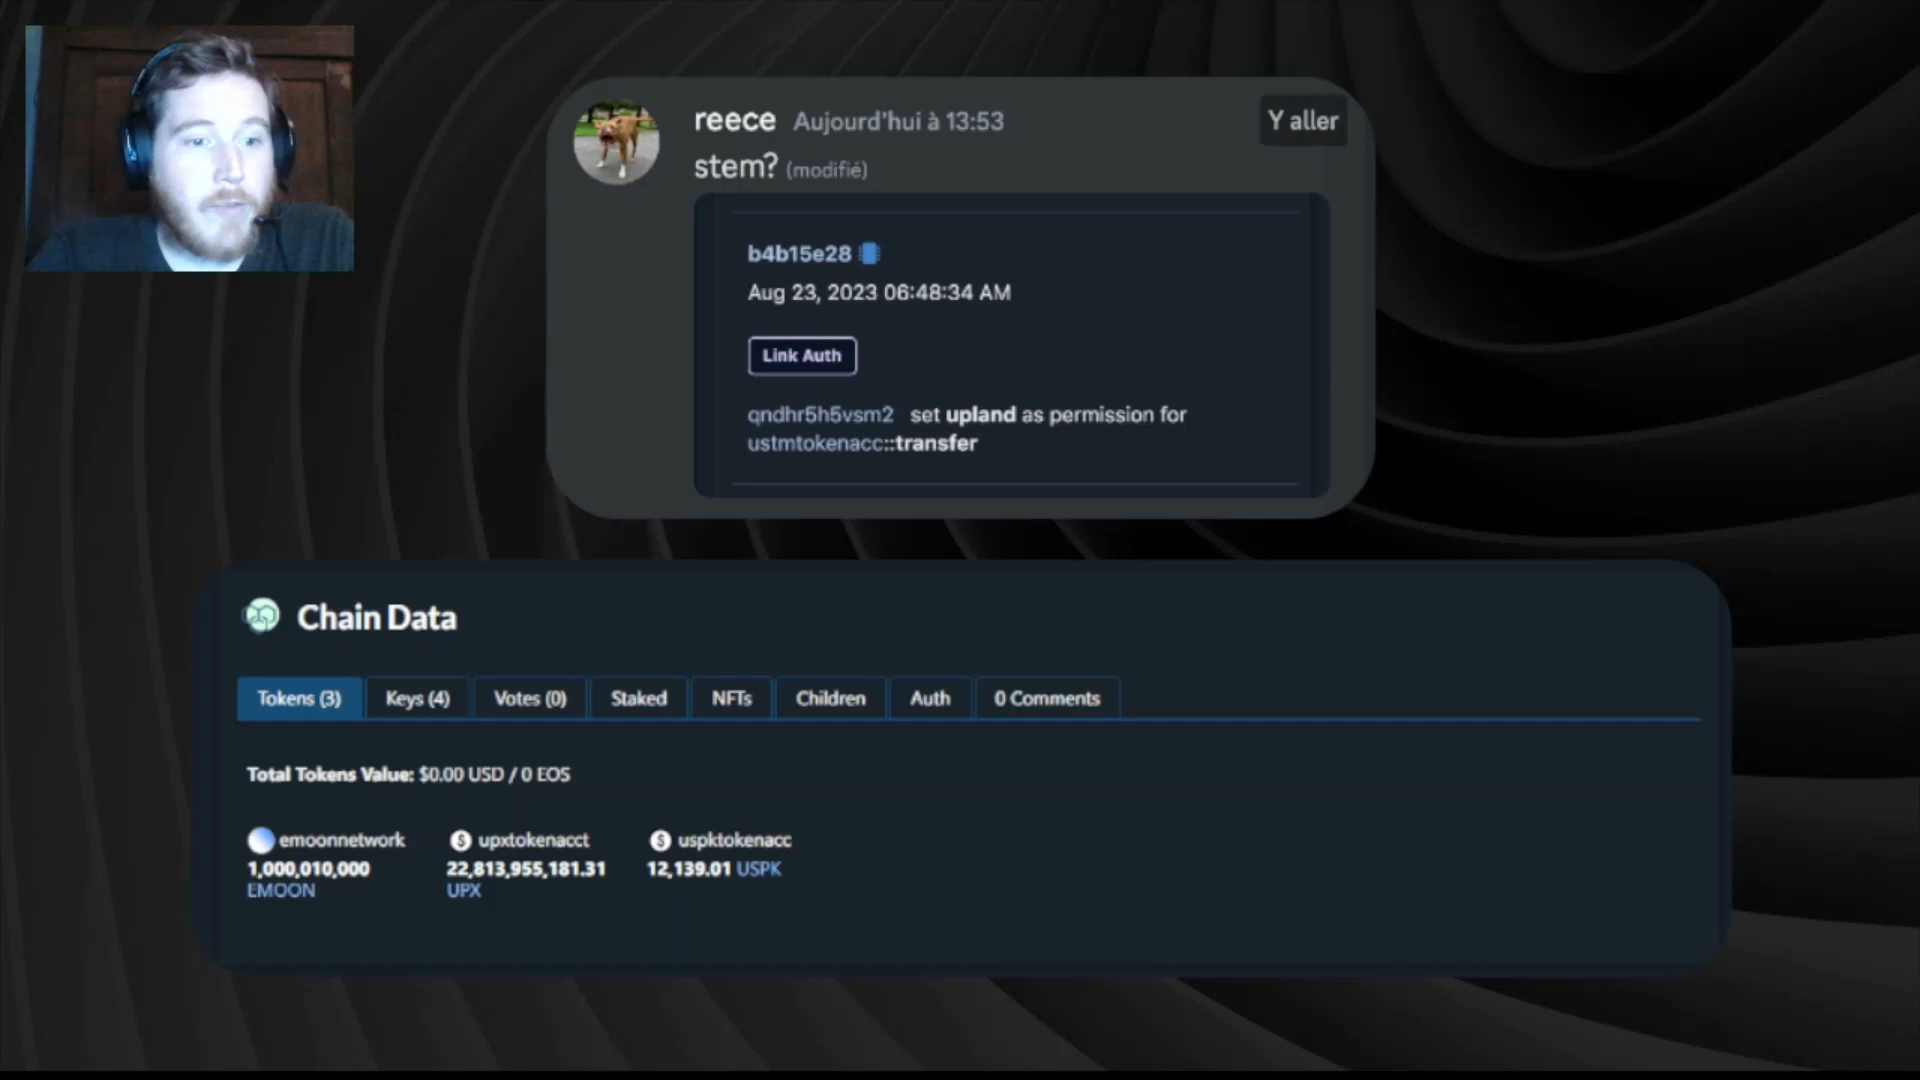 reece Aujourd'hui à 13:53
Y aller
stem? (modifié)
b4b15e28
Aug 23, 2023 06:48:34 AM
Link Auth
qndhr5h5vsm2 set upland as permission for
ustmtokenacc::transfer
Chain Data
Tokens (3) Keys (4) Votes (0) Staked NFTs Children Auth 0 Comments
Total Tokens Value: $0.00 USD / 0 EOS
emoonnetwork upxtokenacct uspktokenacc
1,000,010,000 22,813,955,181.31 12,139.01 USPK
EMOON UPX